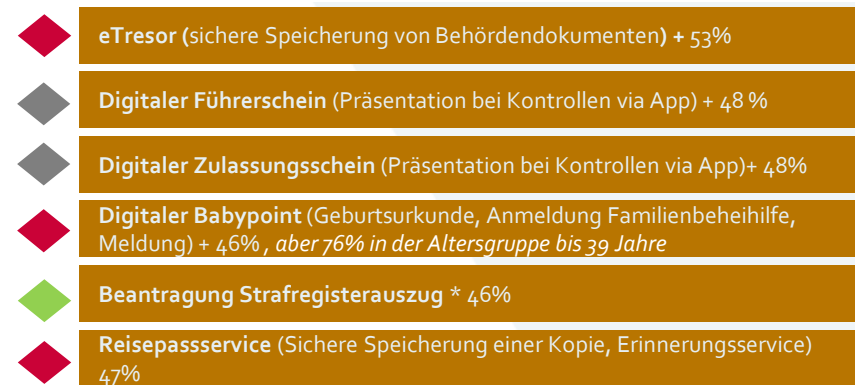 eTresor (sichere Speicherung von Behördendokumenten) + 53%
Digitaler Führerschein (Präsentation bei Kontrollen via App) + 48 %
Digitaler Zulassungsschein (Präsentation bei Kontrollen via App)+ 48%
Digitaler Babypoint (Geburtsurkunde, Anmeldung Familienbeheihilfe,
Meldung) + 46% , aber 76% in der Altersgruppe bis 39 Jahre
Beantragung Strafregisterauszug * 46%
Reisepassservice (Sichere Speicherung einer Kopie, Erinnerungsservice)
47%